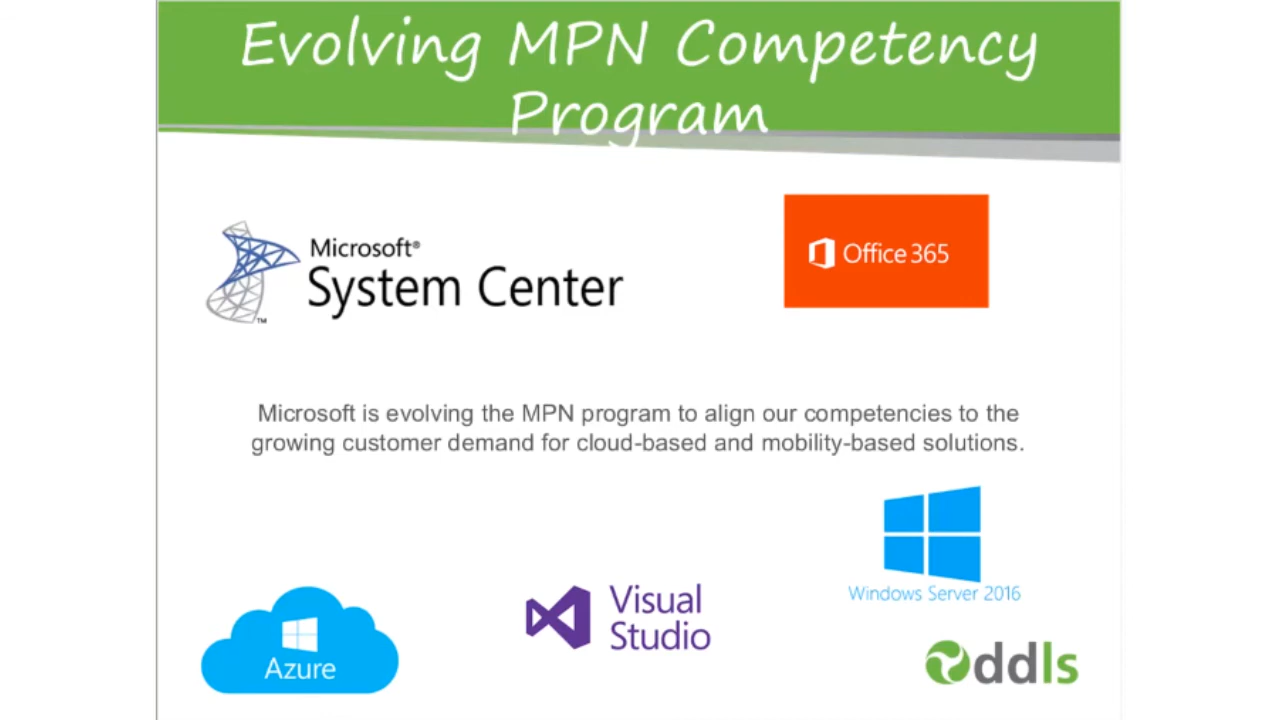 Evolving MPN Competency
Program
Microsoft®
System Center
™
Office 365
Microsoft is evolving the MPN program to align our competencies to the
growing customer demand for cloud-based and mobility-based solutions.
Windows Server 2016
Visual
Studio
Azure
ddls